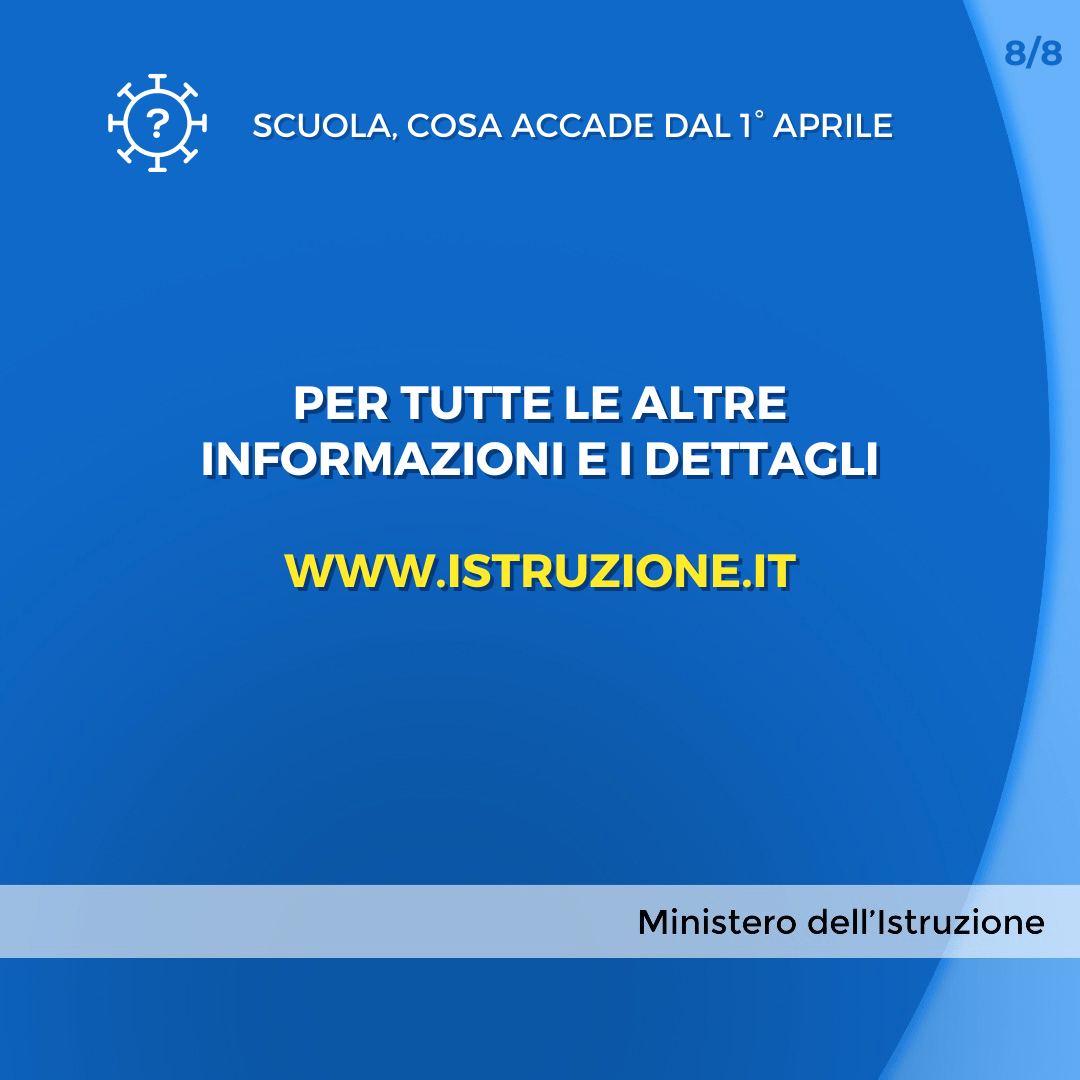 8/8
?
SCUOLA, COSA ACCADE DAL 1° APRILE
PER TUTTE LE ALTRE
INFORMAZIONI E I DETTAGLI
WWW.ISTRUZIONE.IT
Ministero dell’Istruzione